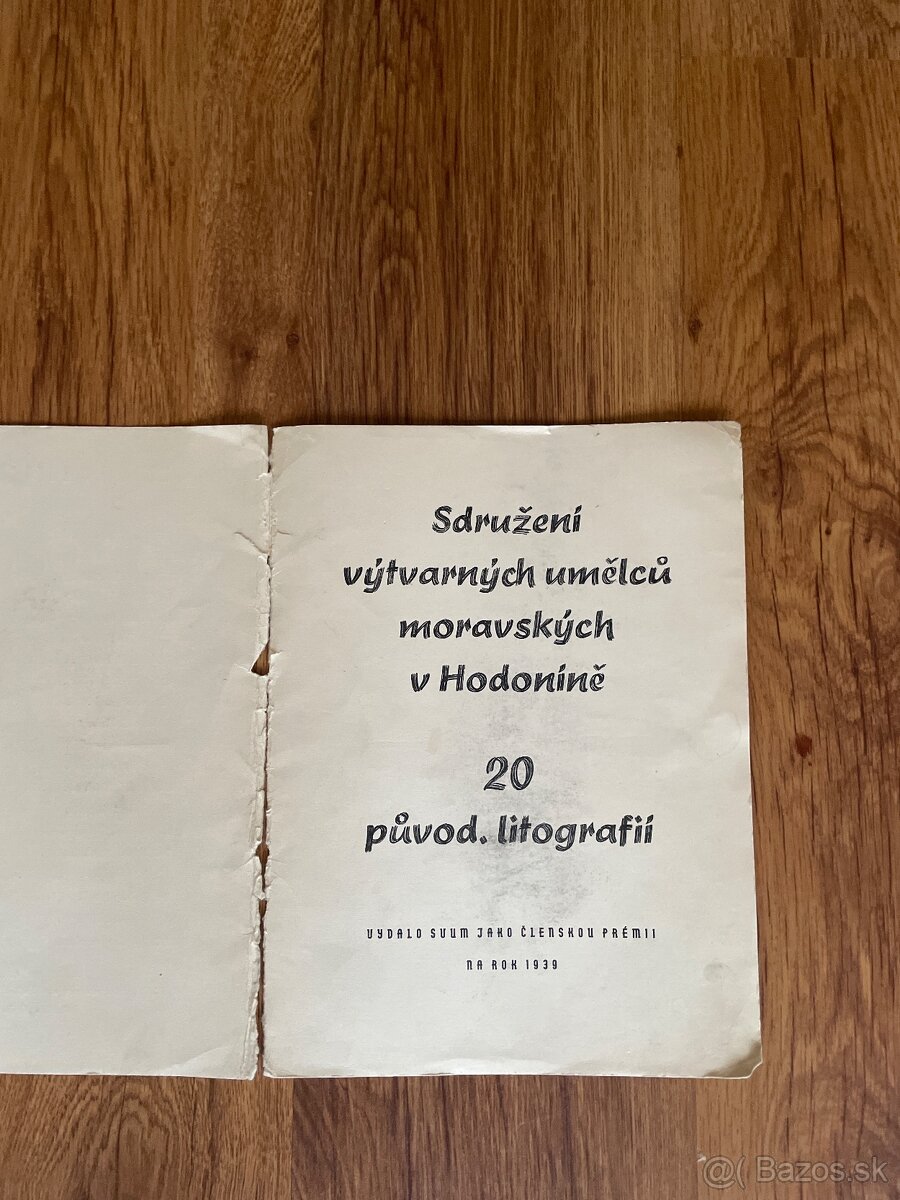 Sdružení
výtvarných umělců
moravských
v Hodoníně
20
původ. litografií
VYDALO SVUM JAKO ČLENSKOU PRÉMII
NA ROK 1939
@( Bazos.sk